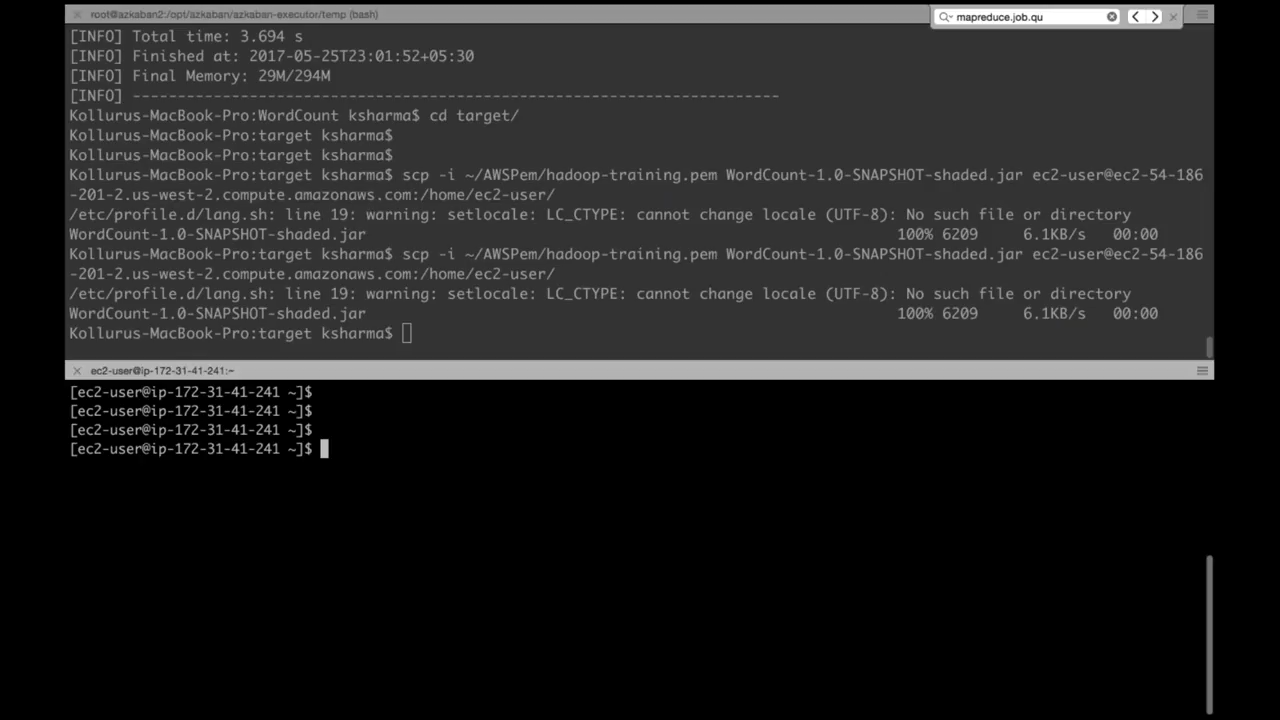 root@azkaban2:/opt/azkaban/azkaban-executor/temp (bash)
mapreduce.job.qu
[INFO] Total time: 3.694 s
[INFO] Finished at: 2017-05-25T23:01:52+05:30
[INFO] Final Memory: 29M/294M
[INFO] ------------------------------------------------------------------------
Kollurus-MacBook-Pro:WordCount ksharma$ cd target/
Kollurus-MacBook-Pro:target ksharma$
Kollurus-MacBook-Pro:target ksharma$
Kollurus-MacBook-Pro:target ksharma$ scp -i ~/AWSPem/hadoop-training.pem WordCount-1.0-SNAPSHOT-shaded.jar ec2-user@ec2-54-186
-201-2.us-west-2.compute.amazonaws.com:/home/ec2-user/
/etc/profile.d/lang.sh: line 19: warning: setlocale: LC_CTYPE: cannot change locale (UTF-8): No such file or directory
WordCount-1.0-SNAPSHOT-shaded.jar 100% 6209 6.1KB/s 00:00
Kollurus-MacBook-Pro:target ksharma$ scp -i ~/AWSPem/hadoop-training.pem WordCount-1.0-SNAPSHOT-shaded.jar ec2-user@ec2-54-186
-201-2.us-west-2.compute.amazonaws.com:/home/ec2-user/
/etc/profile.d/lang.sh: line 19: warning: setlocale: LC_CTYPE: cannot change locale (UTF-8): No such file or directory
WordCount-1.0-SNAPSHOT-shaded.jar 100% 6209 6.1KB/s 00:00
Kollurus-MacBook-Pro:target ksharma$
ec2-user@ip-172-31-41-241:~
[ec2-user@ip-172-31-41-241 ~]$
[ec2-user@ip-172-31-41-241 ~]$
[ec2-user@ip-172-31-41-241 ~]$
[ec2-user@ip-172-31-41-241 ~]$